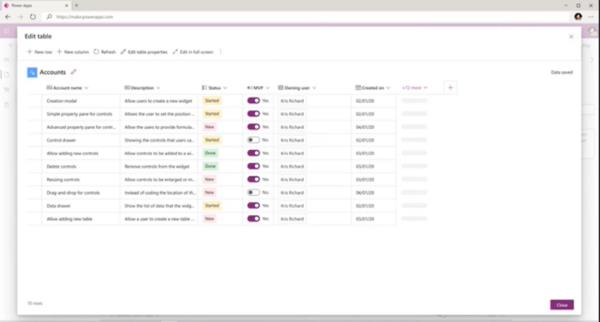 Power Apps
https://make.powerapps.com
Edit table
New row New column Refresh Edit table properties Edit in full screen
Accounts Data saved
Account name Description Status MVP Owning user Created on +12 more
Creation modal Allow users to create a new widget Started Yes Kris Richard 02/01/20
Simple property pane for controls Allows the user to set the position ... Started Yes Kris Richard 03/01/20
Advanced property pane for contr... Allow the users to provide formula... New Yes Kris Richard 04/01/20
Control drawer Showing the controls that users ca... Started No Kris Richard 02/01/20
Allow adding new controls Allow controls to be added to a wi... Done Yes Kris Richard 03/01/20
Delete controls Remove controls from the widget Done Yes Kris Richard 03/01/20
Resizing controls Allow controls to be enlarged or m... New Yes Kris Richard 03/01/20
Drag-and-drop for controls Instead of coding the location of th... New No Kris Richard 04/01/20
Data drawer Show the list of data that the widg... Started Yes Kris Richard 02/01/20
Allow adding new table Allow a user to create a new table ... New Yes Kris Richard 02/01/20
10 rows Close